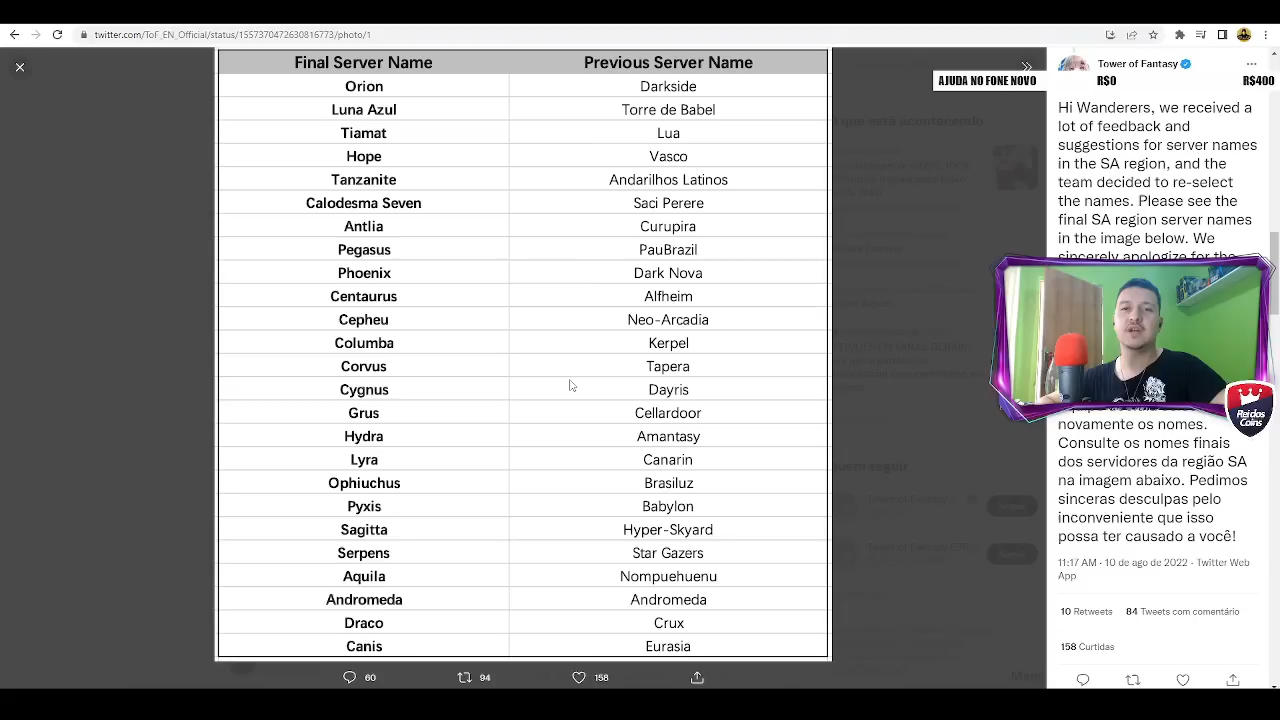 twitter.com/ToF_EN_Official/status/1557370472630816773/photo/1
Final Server Name Previous Server Name
Orion Darkside
Luna Azul Torre de Babel
Tiamat Lua
Hope Vasco
Tanzanite Andarilhos Latinos
Calodesma Seven Saci Perere
Antlia Curupira
Pegasus PauBrazil
Phoenix Dark Nova
Centaurus Alfheim
Cepheu Neo-Arcadia
Columba Kerpel
Corvus Tapera
Cygnus Dayris
Grus Cellardoor
Hydra Amantasy
Lyra Canarin
Ophiuchus Brasiluz
Pyxis Babylon
Sagitta Hyper-Skyard
Serpens Star Gazers
Aquila Nompuehuenu
Andromeda Andromeda
Draco Crux
Canis Eurasia
60 94 158
Tower of Fantasy
AJUDA NO FONE NOVO R$0 R$400
Hi Wanderers, we received a
lot of feedback and
suggestions for server names
in the SA region, and the
team decided to re-select
the names. Please see the
final SA region server names
in the image below. We
sincerely apologize for the
Rei dos
Coins
novamente os nomes.
Consulte os nomes finais
dos servidores da região SA
na imagem abaixo. Pedimos
sinceras desculpas pelo
inconveniente que isso
possa ter causado a você!
11:17 AM · 10 de ago de 2022 · Twitter Web
App
10 Retweets 84 Tweets com comentário
158 Curtidas